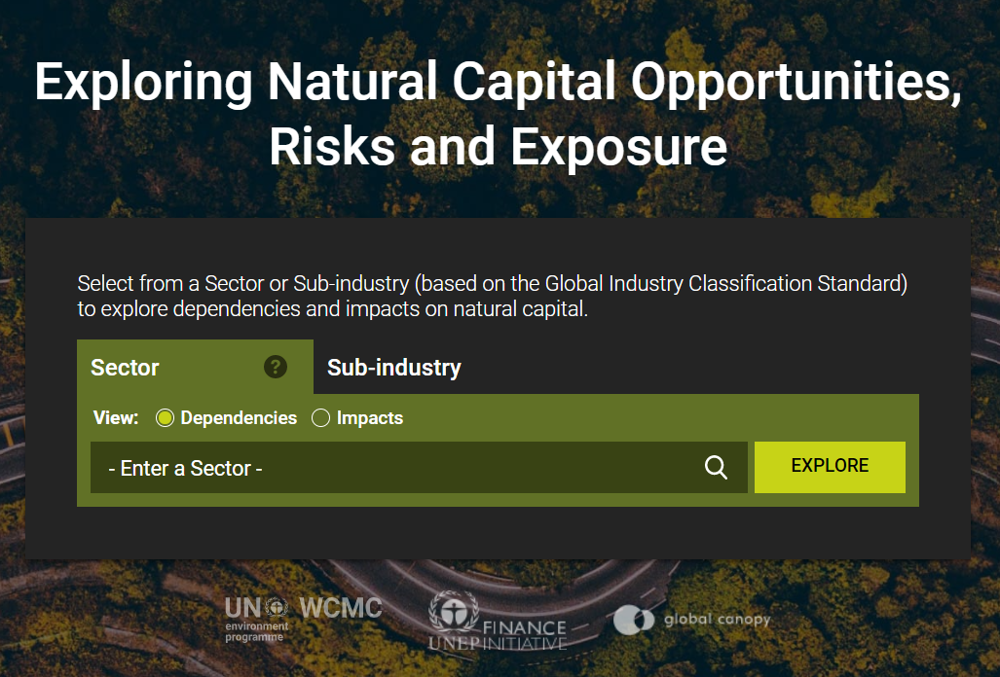 Exploring Natural Capital Opportunities,
Risks and Exposure
Select from a Sector or Sub-industry (based on the Global Industry Classification Standard)
to explore dependencies and impacts on natural capital.
Sector ? Sub-industry
View: Dependencies Impacts
- Enter a Sector - EXPLORE
UN WCMC
environment
programme
FINANCE
UNEP INITIATIVE
global canopy